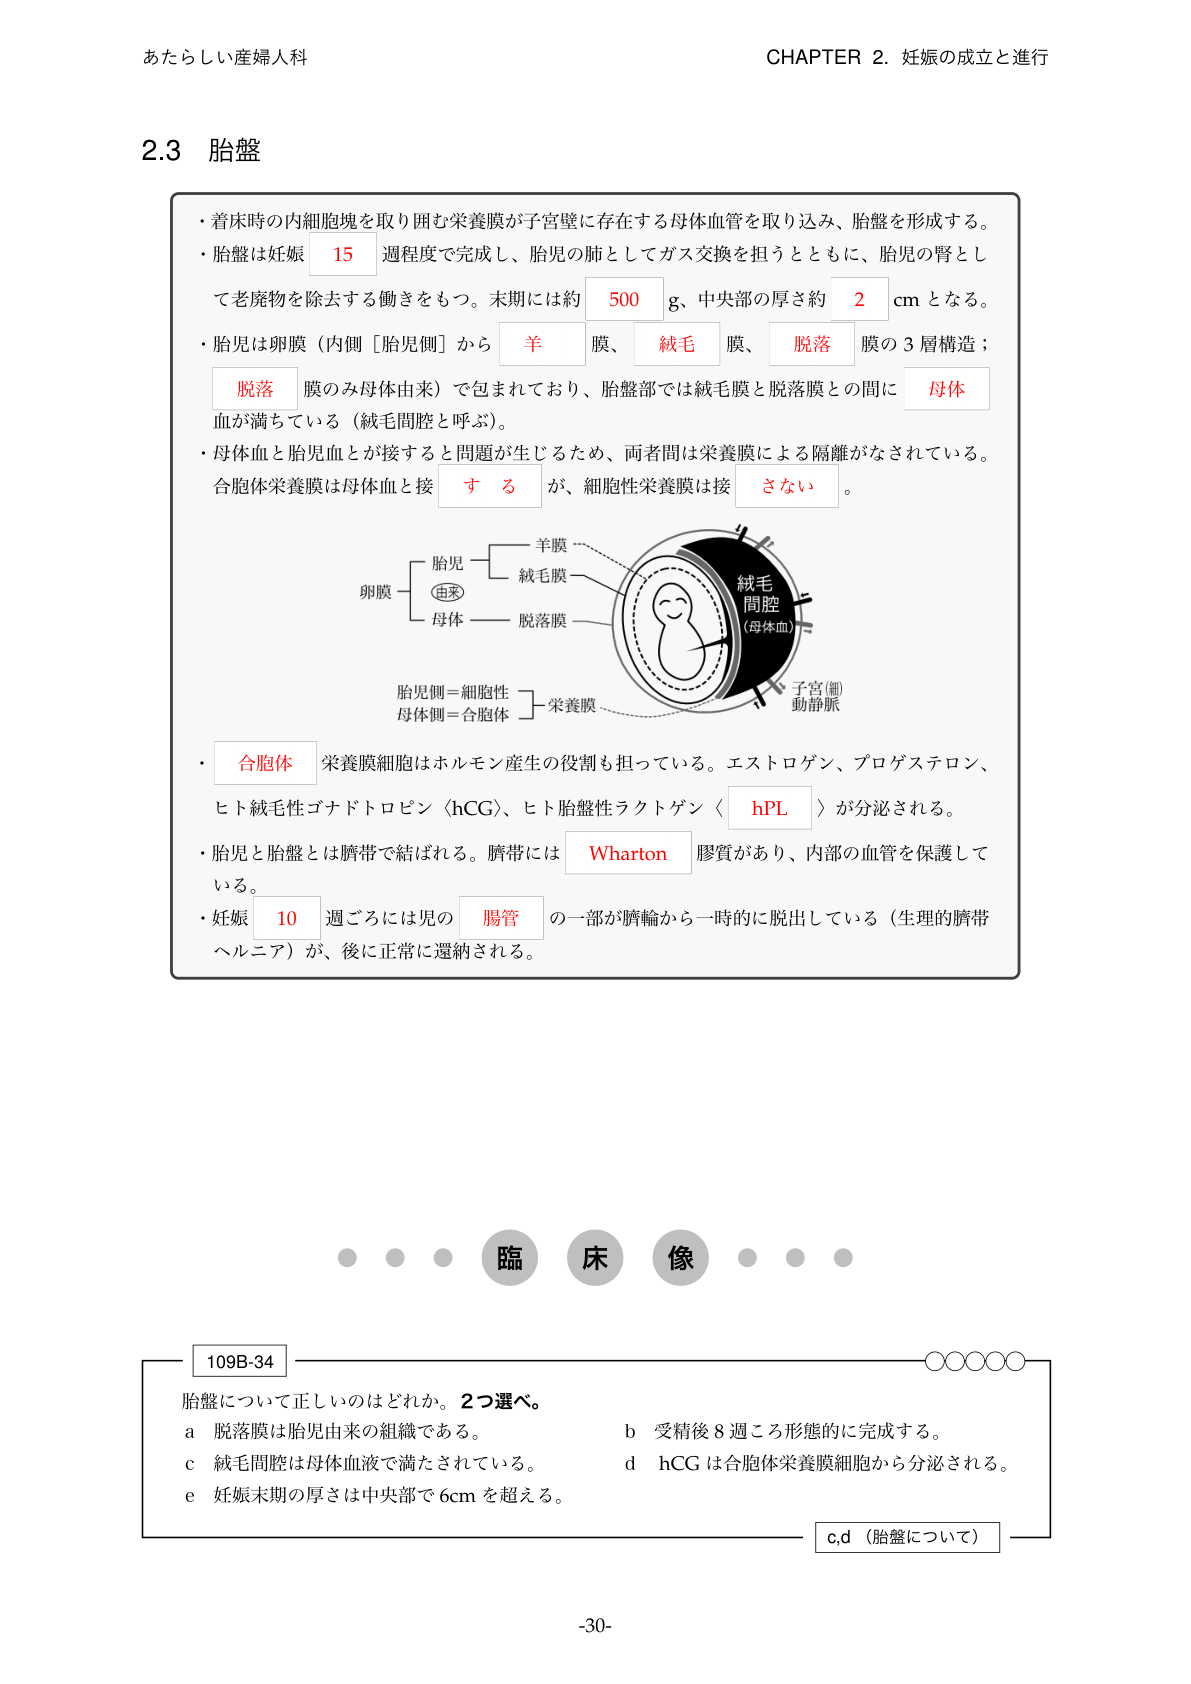 あたらしい産婦人科
CHAPTER 2. 妊娠の成立と進行
2.3 胎盤
・着床時の内細胞塊を取り囲む栄養膜が子宮壁に存在する母体血管を取り込み、胎盤を形成する。
・胎盤は妊娠 15 週程度で完成し、胎児の肺としてガス交換を担うとともに、胎児の腎とし
て老廃物を除去する働きをもつ。末期には約 500 g、中央部の厚さ約 2 cm となる。
・胎児は卵膜（内側［胎児側］から 羊 膜、 絨毛 膜、 脱落 膜の 3 層構造；
脱落 膜のみ母体由来）で包まれており、胎盤部では絨毛膜と脱落膜との間に 母体
血が満ちている（絨毛間腔と呼ぶ）。
・母体血と胎児血とが接すると問題が生じるため、両者間は栄養膜による隔離がなされている。
合胞体栄養膜は母体血と接 す る が、細胞性栄養膜は接 さない 。
卵膜
胎児
由来
母体
羊膜
絨毛膜
脱落膜
絨毛
間腔
(母体血)
胎児側＝細胞性
母体側＝合胞体
栄養膜
子宮(細)
動静脈
・ 合胞体 栄養膜細胞はホルモン産生の役割も担っている。エストロゲン、プロゲステロン、
ヒト絨毛性ゴナドトロピン〈hCG〉、ヒト胎盤性ラクトゲン〈 hPL 〉が分泌される。
・胎児と胎盤とは臍帯で結ばれる。臍帯には Wharton 膠質があり、内部の血管を保護して
いる。
・妊娠 10 週ごろには児の 腸管 の一部が臍輪から一時的に脱出している（生理的臍帯
ヘルニア）が、後に正常に還納される。
臨 床 像
109B-34
胎盤について正しいのはどれか。2つ選べ。
a 脱落膜は胎児由来の組織である。
b 受精後 8 週ころ形態的に完成する。
c 絨毛間腔は母体血液で満たされている。
d hCG は合胞体栄養膜細胞から分泌される。
e 妊娠末期の厚さは中央部で 6cm を超える。
c,d （胎盤について）
-30-